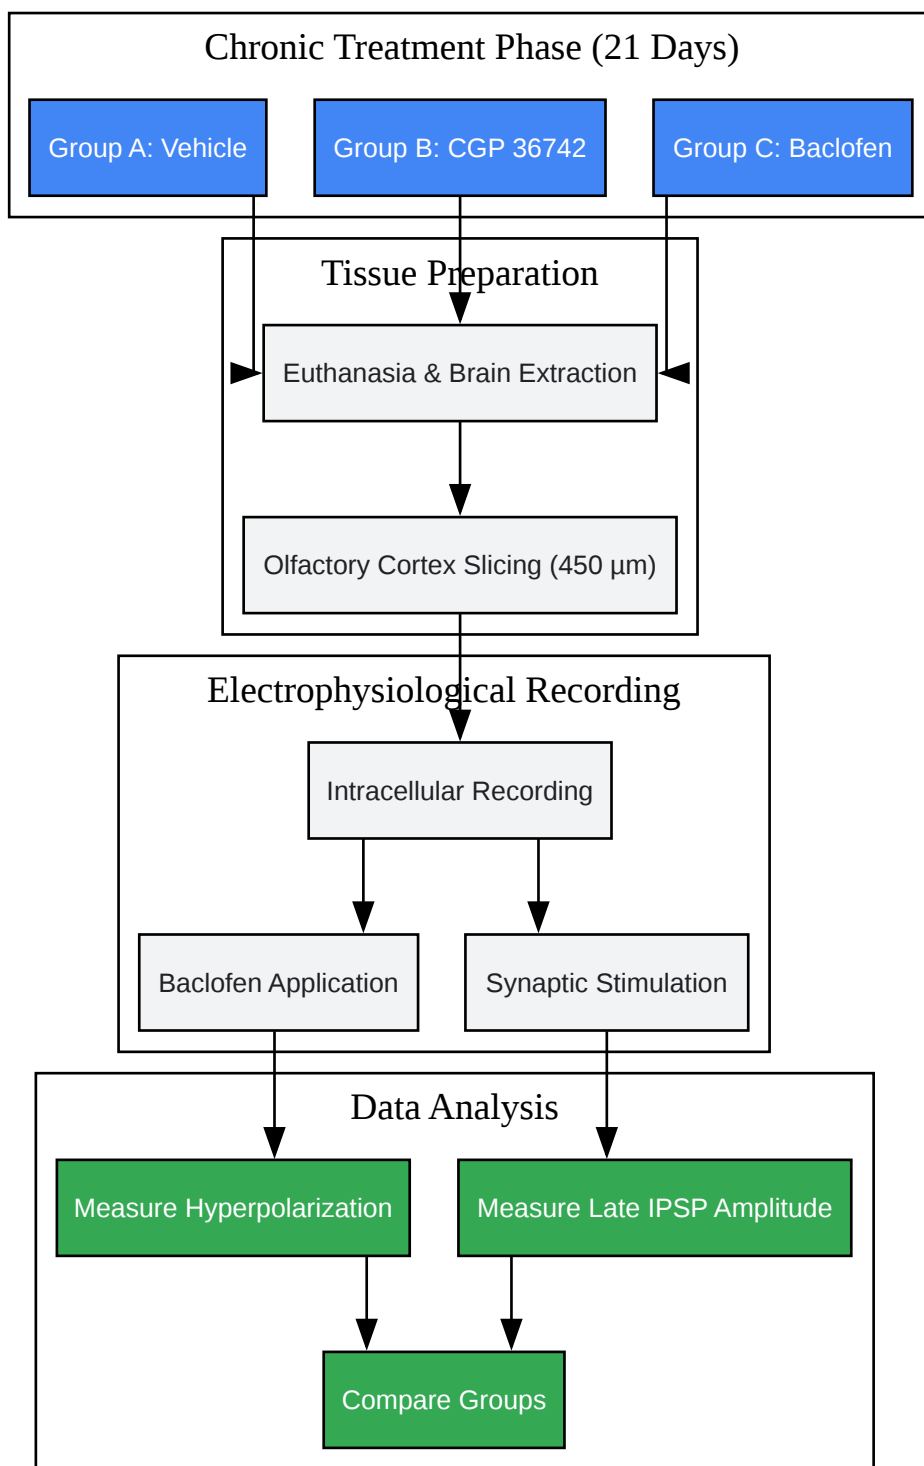 Chronic Treatment Phase (21 Days)
Group A: Vehicle
Group B: CGP 36742
Group C: Baclofen
Tissue Preparation
Euthanasia & Brain Extraction
Olfactory Cortex Slicing (450 µm)
Electrophysiological Recording
Intracellular Recording
Baclofen Application
Synaptic Stimulation
Data Analysis
Measure Hyperpolarization
Measure Late IPSP Amplitude
Compare Groups